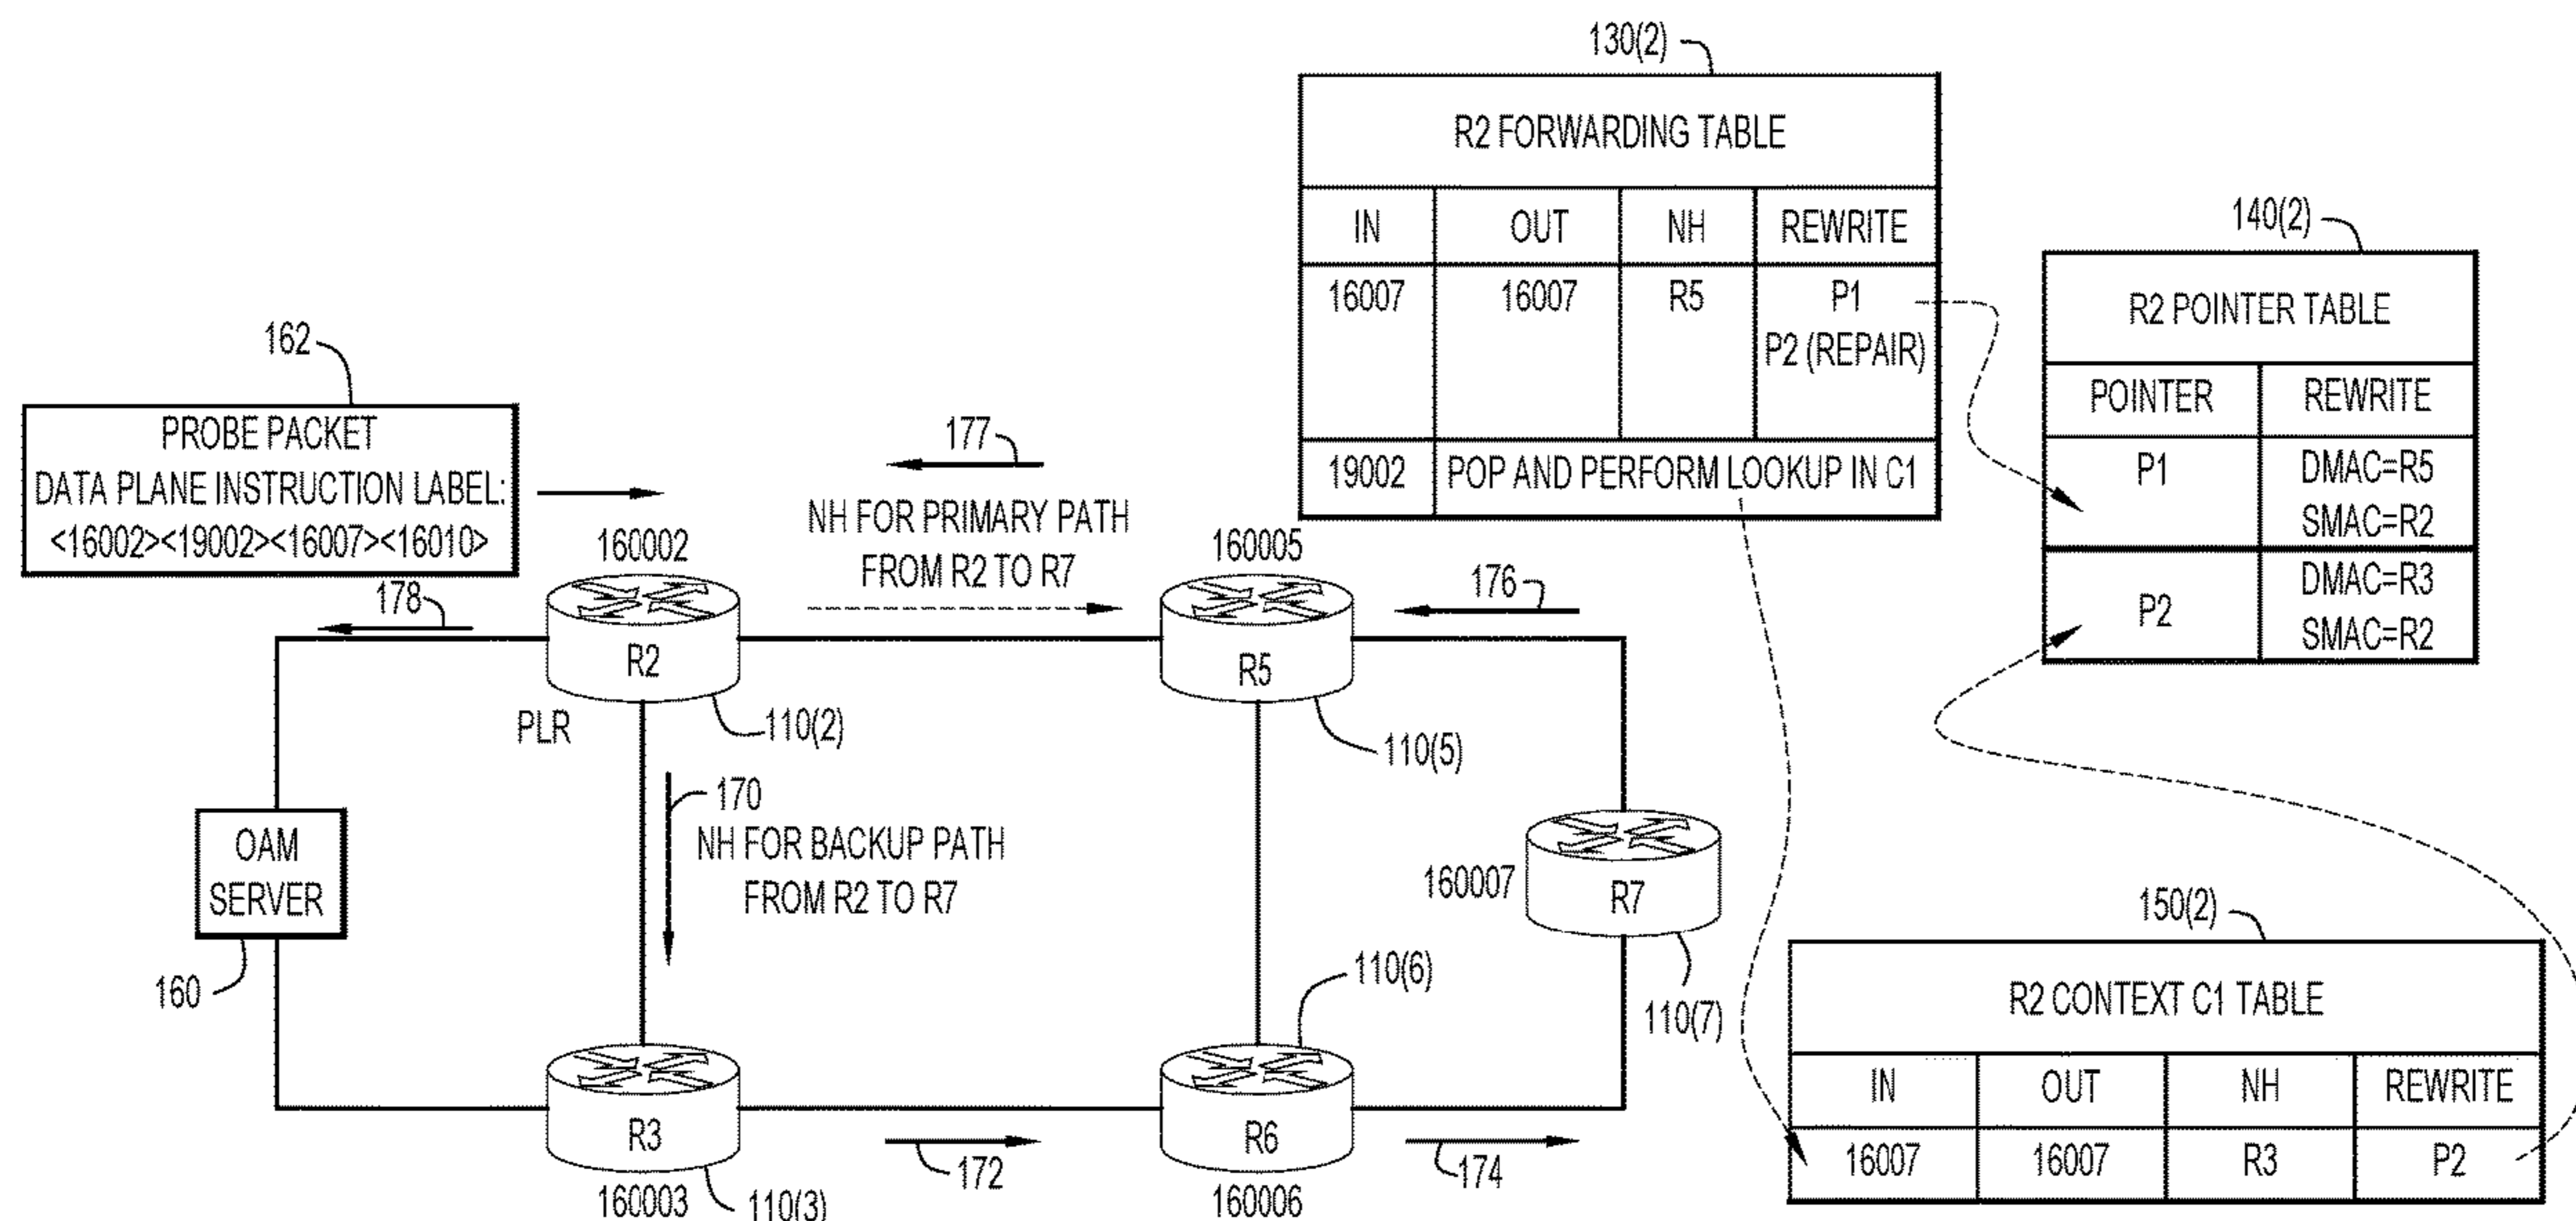 130(2)
R2 FORWARDING TABLE
IN OUT NH REWRITE
16007 16007 R5 P1
P2 (REPAIR)
19002 POP AND PERFORM LOOKUP IN C1
140(2)
R2 POINTER TABLE
POINTER REWRITE
P1 DMAC=R5
SMAC=R2
P2 DMAC=R3
SMAC=R2
162
PROBE PACKET
DATA PLANE INSTRUCTION LABEL:
<16002><19002><16007><16010>
177
NH FOR PRIMARY PATH
FROM R2 TO R7
160002
160005
178
176
R2
R5
PLR
110(2)
110(5)
170
NH FOR BACKUP PATH
FROM R2 TO R7
OAM
SERVER
160
160007
R7
110(7)
110(6)
R3
R6
172
174
160003
110(3)
160006
150(2)
R2 CONTEXT C1 TABLE
IN OUT NH REWRITE
16007 16007 R3 P2